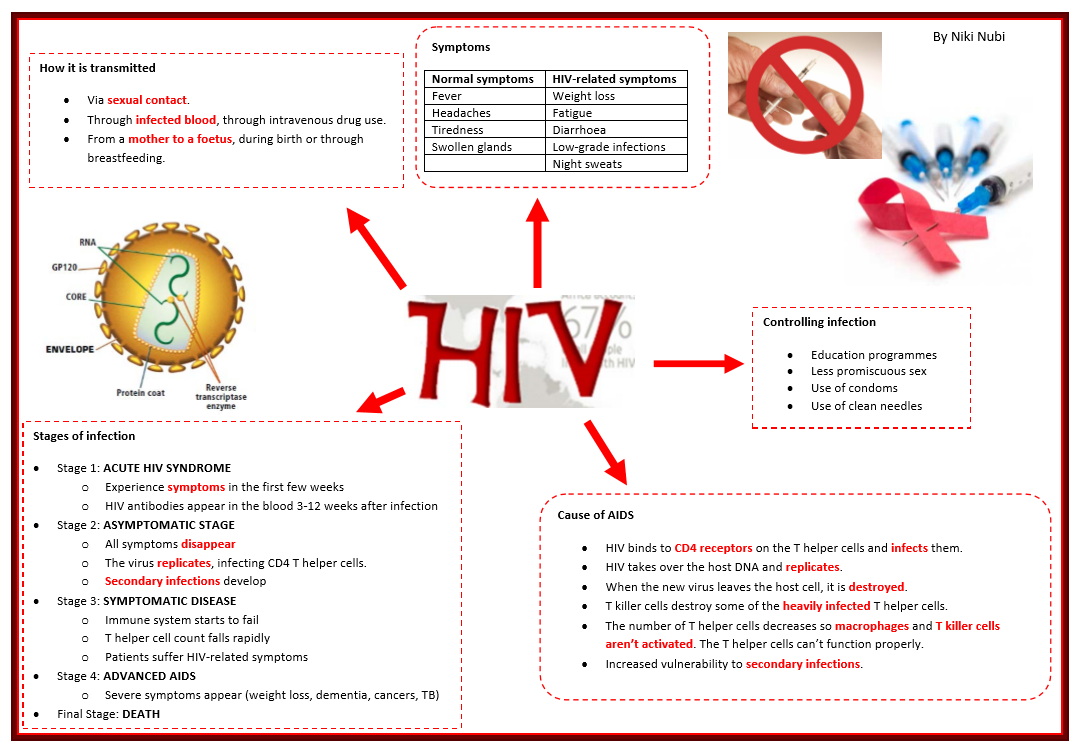 By Niki Nubi
How it is transmitted
• Via sexual contact.
• Through infected blood, through intravenous drug use.
• From a mother to a foetus, during birth or through
breastfeeding.
Symptoms
Normal symptoms HIV-related symptoms
Fever Weight loss
Headaches Fatigue
Tiredness Diarrhoea
Swollen glands Low-grade infections
Night sweats
RNA
GP120
CORE
ENVELOPE
Protein coat
Reverse
transcriptase
enzyme
HIV
67%
with HIV
Controlling infection
• Education programmes
• Less promiscuous sex
• Use of condoms
• Use of clean needles
Stages of infection
• Stage 1: ACUTE HIV SYNDROME
o Experience symptoms in the first few weeks
o HIV antibodies appear in the blood 3-12 weeks after infection
• Stage 2: ASYMPTOMATIC STAGE
o All symptoms disappear
o The virus replicates, infecting CD4 T helper cells.
o Secondary infections develop
• Stage 3: SYMPTOMATIC DISEASE
o Immune system starts to fail
o T helper cell count falls rapidly
o Patients suffer HIV-related symptoms
• Stage 4: ADVANCED AIDS
o Severe symptoms appear (weight loss, dementia, cancers, TB)
• Final Stage: DEATH
Cause of AIDS
• HIV binds to CD4 receptors on the T helper cells and infects them.
• HIV takes over the host DNA and replicates.
• When the new virus leaves the host cell, it is destroyed.
• T killer cells destroy some of the heavily infected T helper cells.
• The number of T helper cells decreases so macrophages and T killer cells
aren't activated. The T helper cells can't function properly.
• Increased vulnerability to secondary infections.